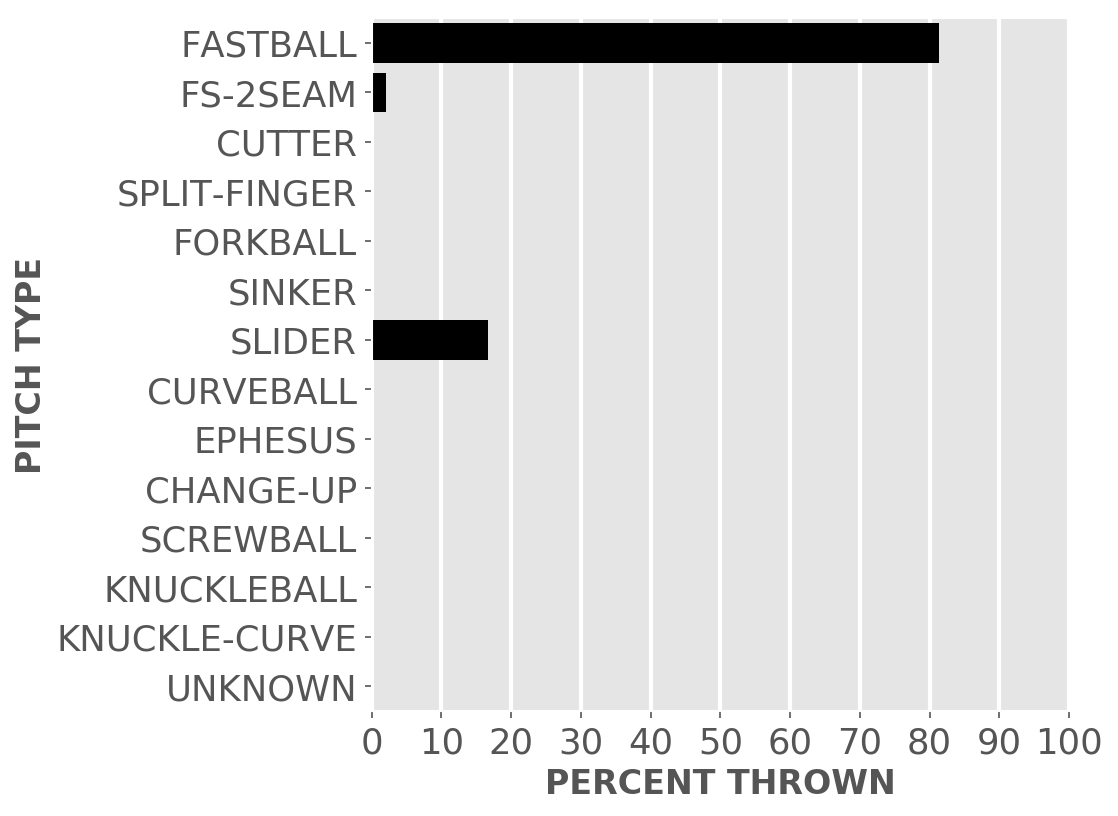 FASTBALL
FS-2SEAM
CUTTER
SPLIT-FINGER
FORKBALL
SINKER
SLIDER
CURVEBALL
EPHESUS
CHANGE-UP
SCREWBALL
KNUCKLEBALL
KNUCKLE-CURVE
UNKNOWN
PITCH TYPE
0 10 20 30 40 50 60 70 80 90 100
PERCENT THROWN